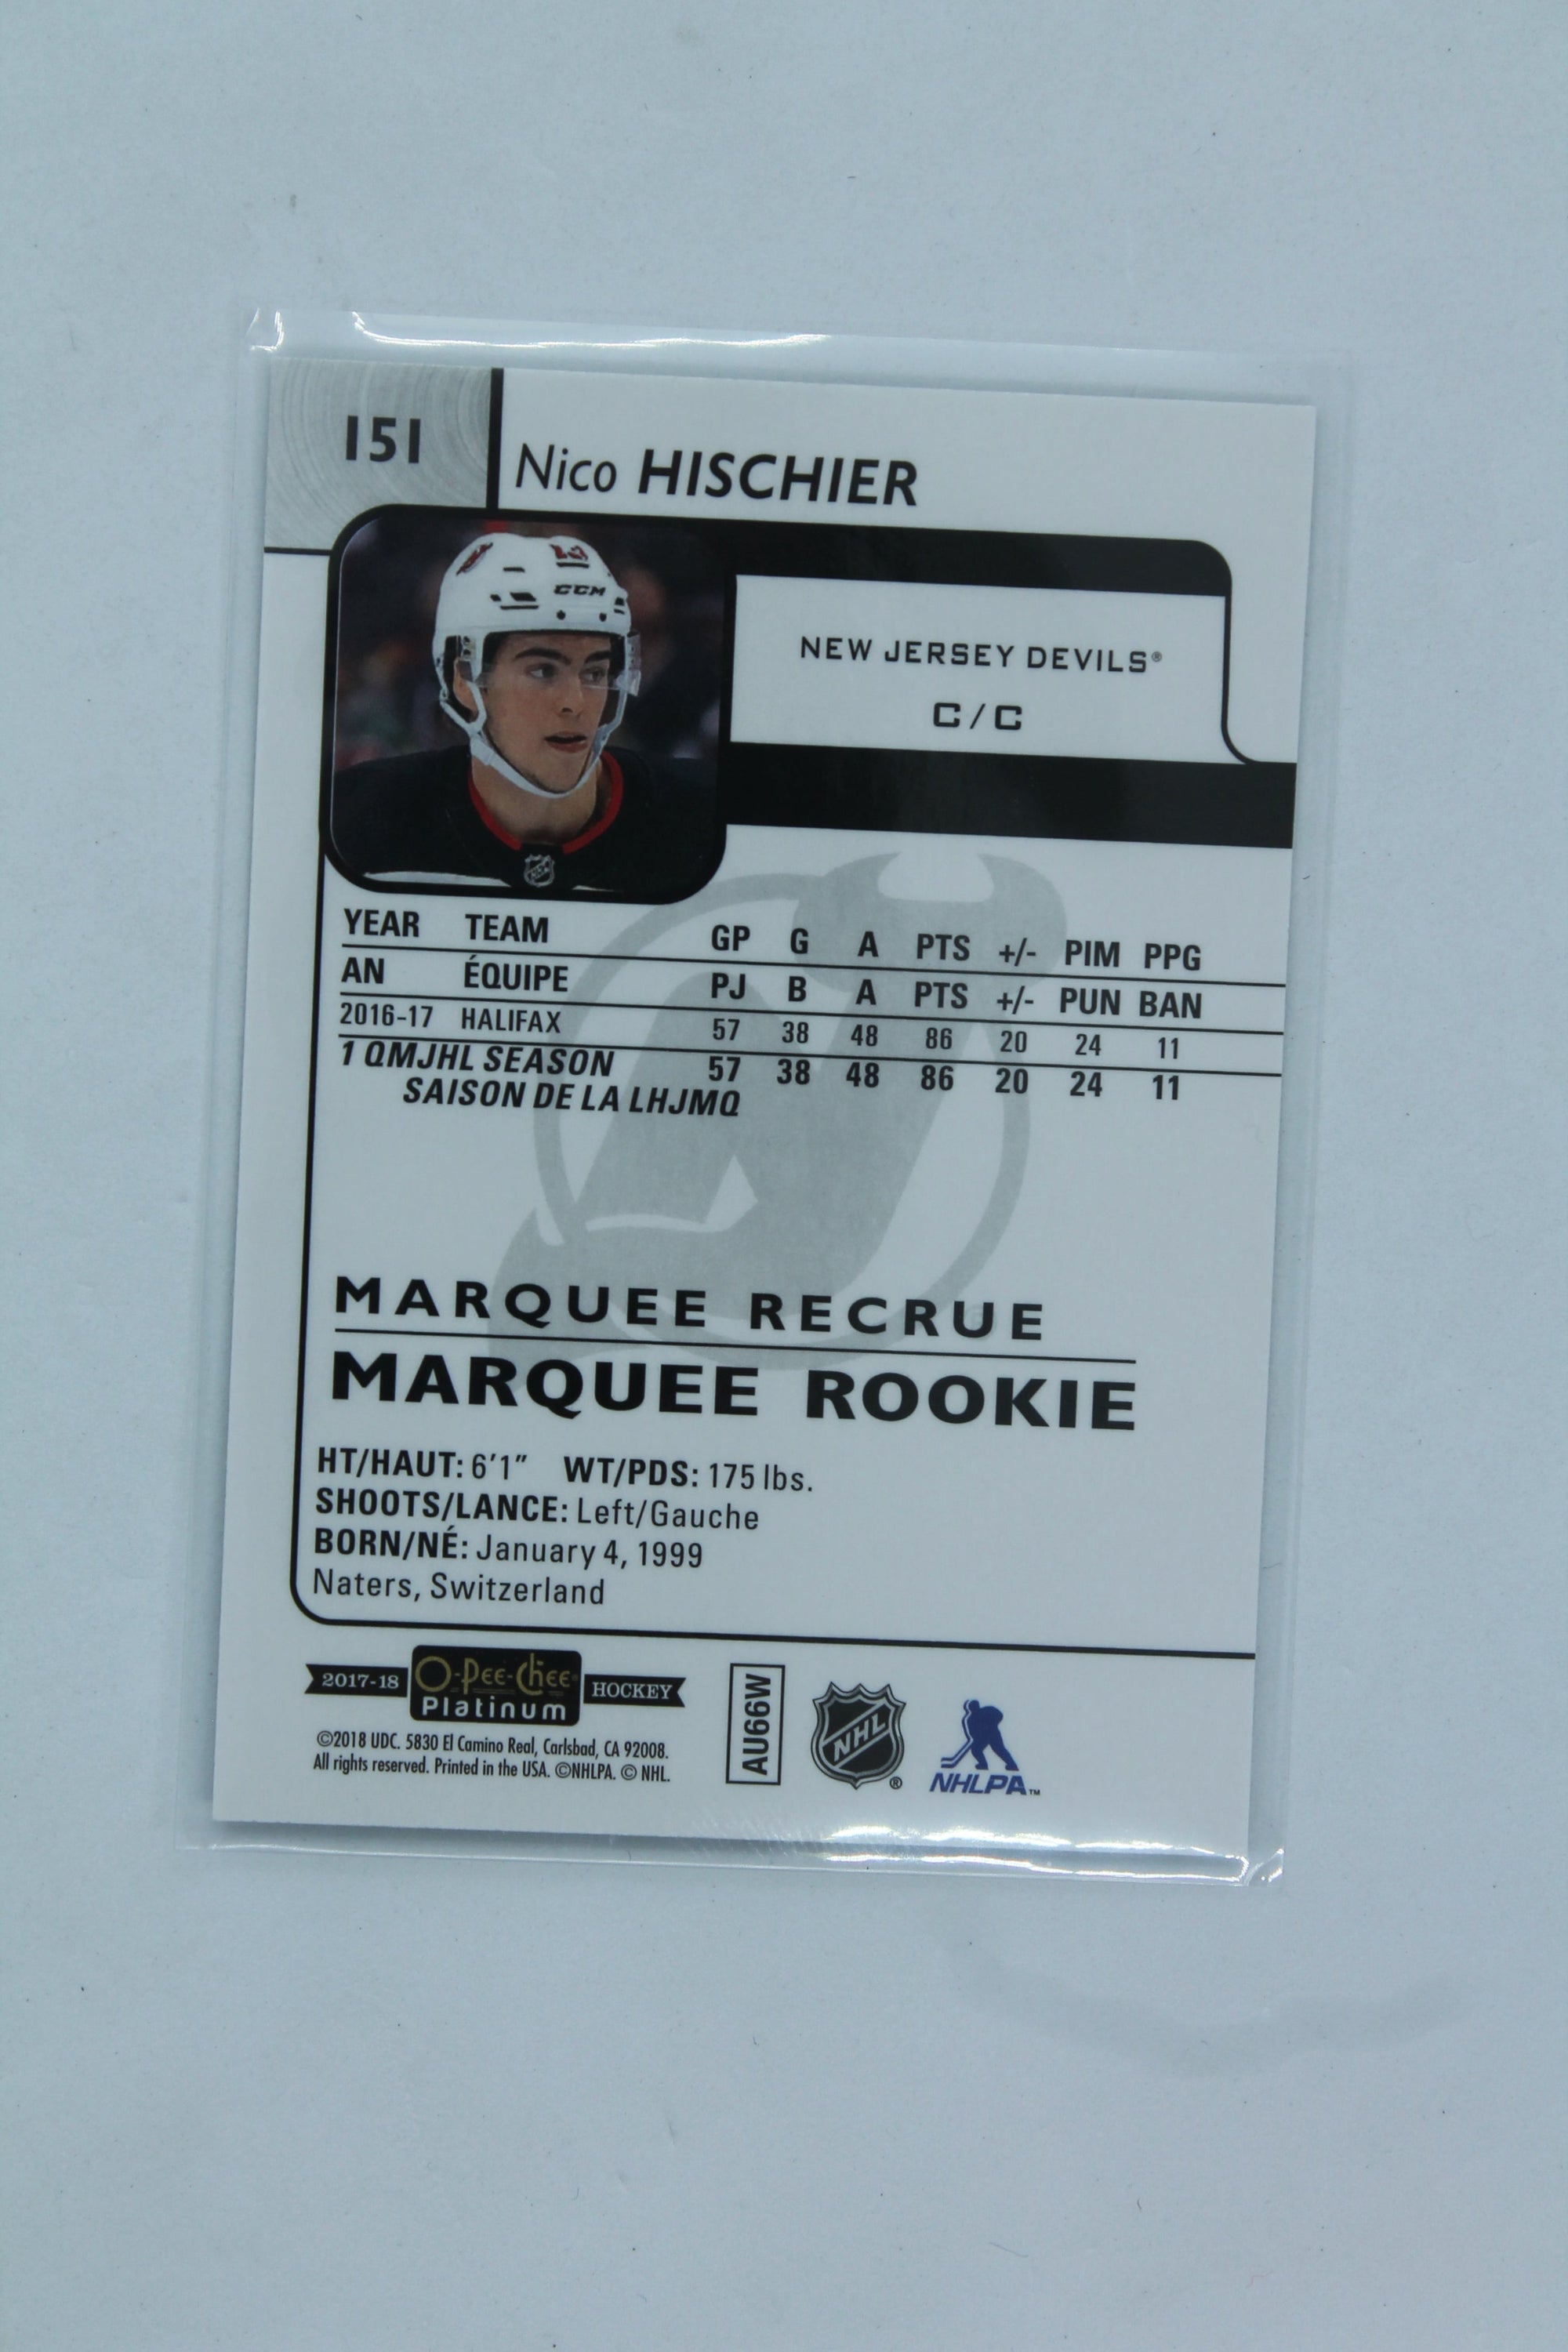 151
Nico HISCHIER
13
CCM
NEW JERSEY DEVILS®
C/C
YEAR TEAM GP G A PTS +/- PIM PPG
AN ÉQUIPE PJ B A PTS +/- PUN BAN
2016-17 HALIFAX 57 38 48 86 20 24 11
1 QMJHL SEASON 57 38 48 86 20 24 11
SAISON DE LA LHJMQ
MARQUEE RECRUE
MARQUEE ROOKIE
HT/HAUT: 6'1" WT/PDS: 175 lbs.
SHOOTS/LANCE: Left/Gauche
BORN/NÉ: January 4, 1999
Naters, Switzerland
2017-18 O-Pee-Chee Platinum HOCKEY
©2018 UDC. 5830 El Camino Real, Carlsbad, CA 92008.
All rights reserved. Printed in the USA. ©NHLPA. © NHL.
AU66W
NHL®
NHLPA™